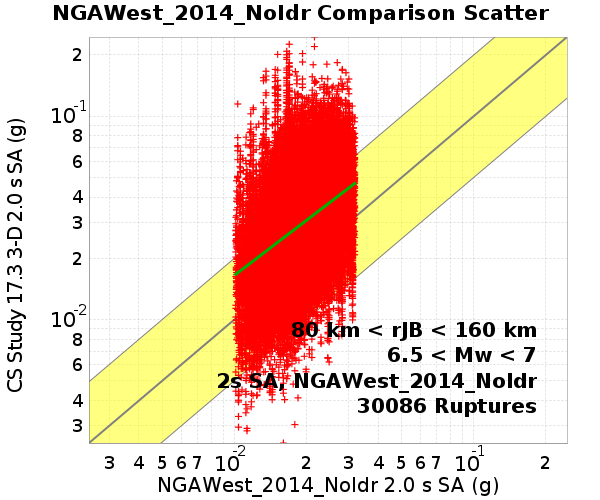 NGAWest_2014_NoIdr Comparison Scatter
CS Study 17.3 3-D 2.0 s SA (g)
2
10-1
8
6
4
3
2
10-2
8
6
4
3
80 km < rJB < 160 km
6.5 < Mw < 7
2s SA, NGAWest_2014_NoIdr
30086 Ruptures
3 4 5 6 7 10-2 2 3 4 5 6 7 10-1 2
NGAWest_2014_NoIdr 2.0 s SA (g)